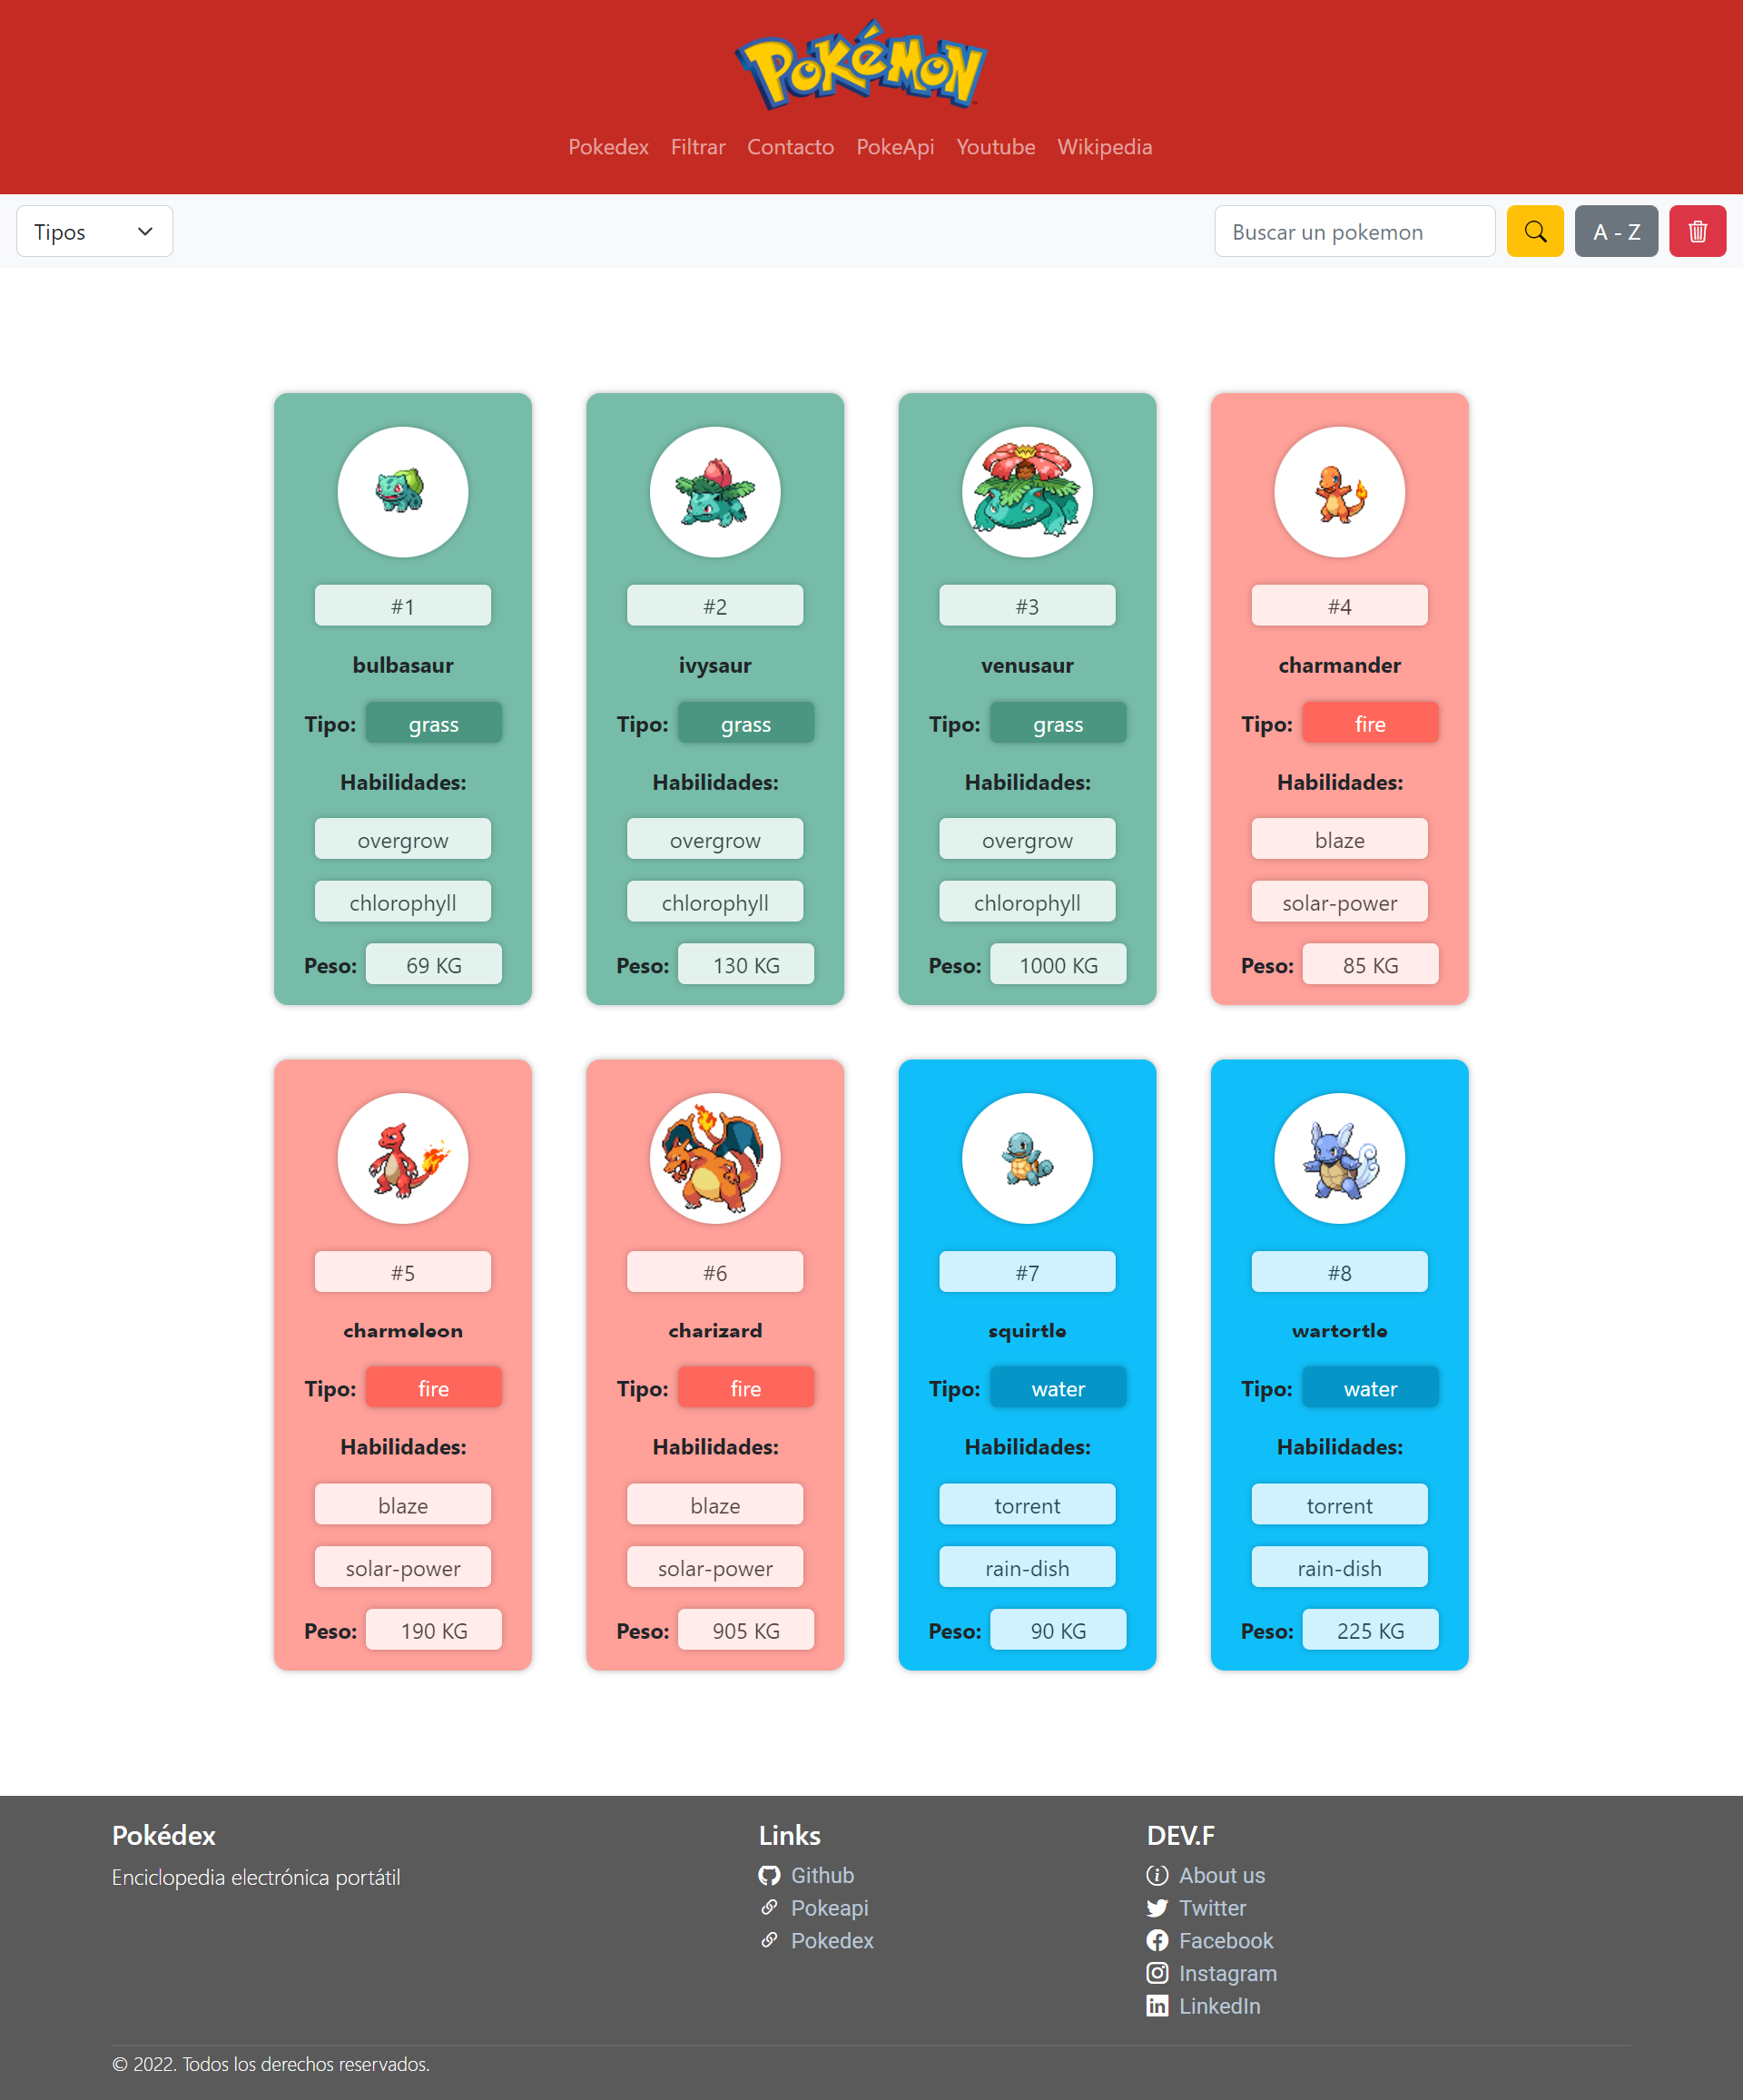 POKéMON
Pokedex Filtrar Contacto PokeApi Youtube Wikipedia
Tipos Buscar un pokemon A - Z
#1 #2 #3 #4
bulbasaur ivysaur venusaur charmander
Tipo: grass Tipo: grass Tipo: grass Tipo: fire
Habilidades: Habilidades: Habilidades: Habilidades:
overgrow overgrow overgrow blaze
chlorophyll chlorophyll chlorophyll solar-power
Peso: 69 KG Peso: 130 KG Peso: 1000 KG Peso: 85 KG
#5 #6 #7 #8
charmeleon charizard squirtle wartortle
Tipo: fire Tipo: fire Tipo: water Tipo: water
Habilidades: Habilidades: Habilidades: Habilidades:
blaze blaze torrent torrent
solar-power solar-power rain-dish rain-dish
Peso: 190 KG Peso: 905 KG Peso: 90 KG Peso: 225 KG
Pokédex
Enciclopedia electrónica portátil
Links
Github
Pokeapi
Pokedex
DEV.F
About us
Twitter
Facebook
Instagram
LinkedIn
© 2022. Todos los derechos reservados.